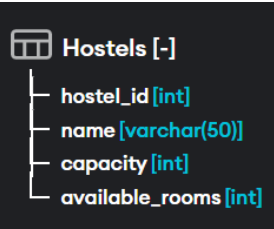 Hostels [-]
hostel_id [int]
name [varchar(50)]
capacity [int]
available_rooms [int]